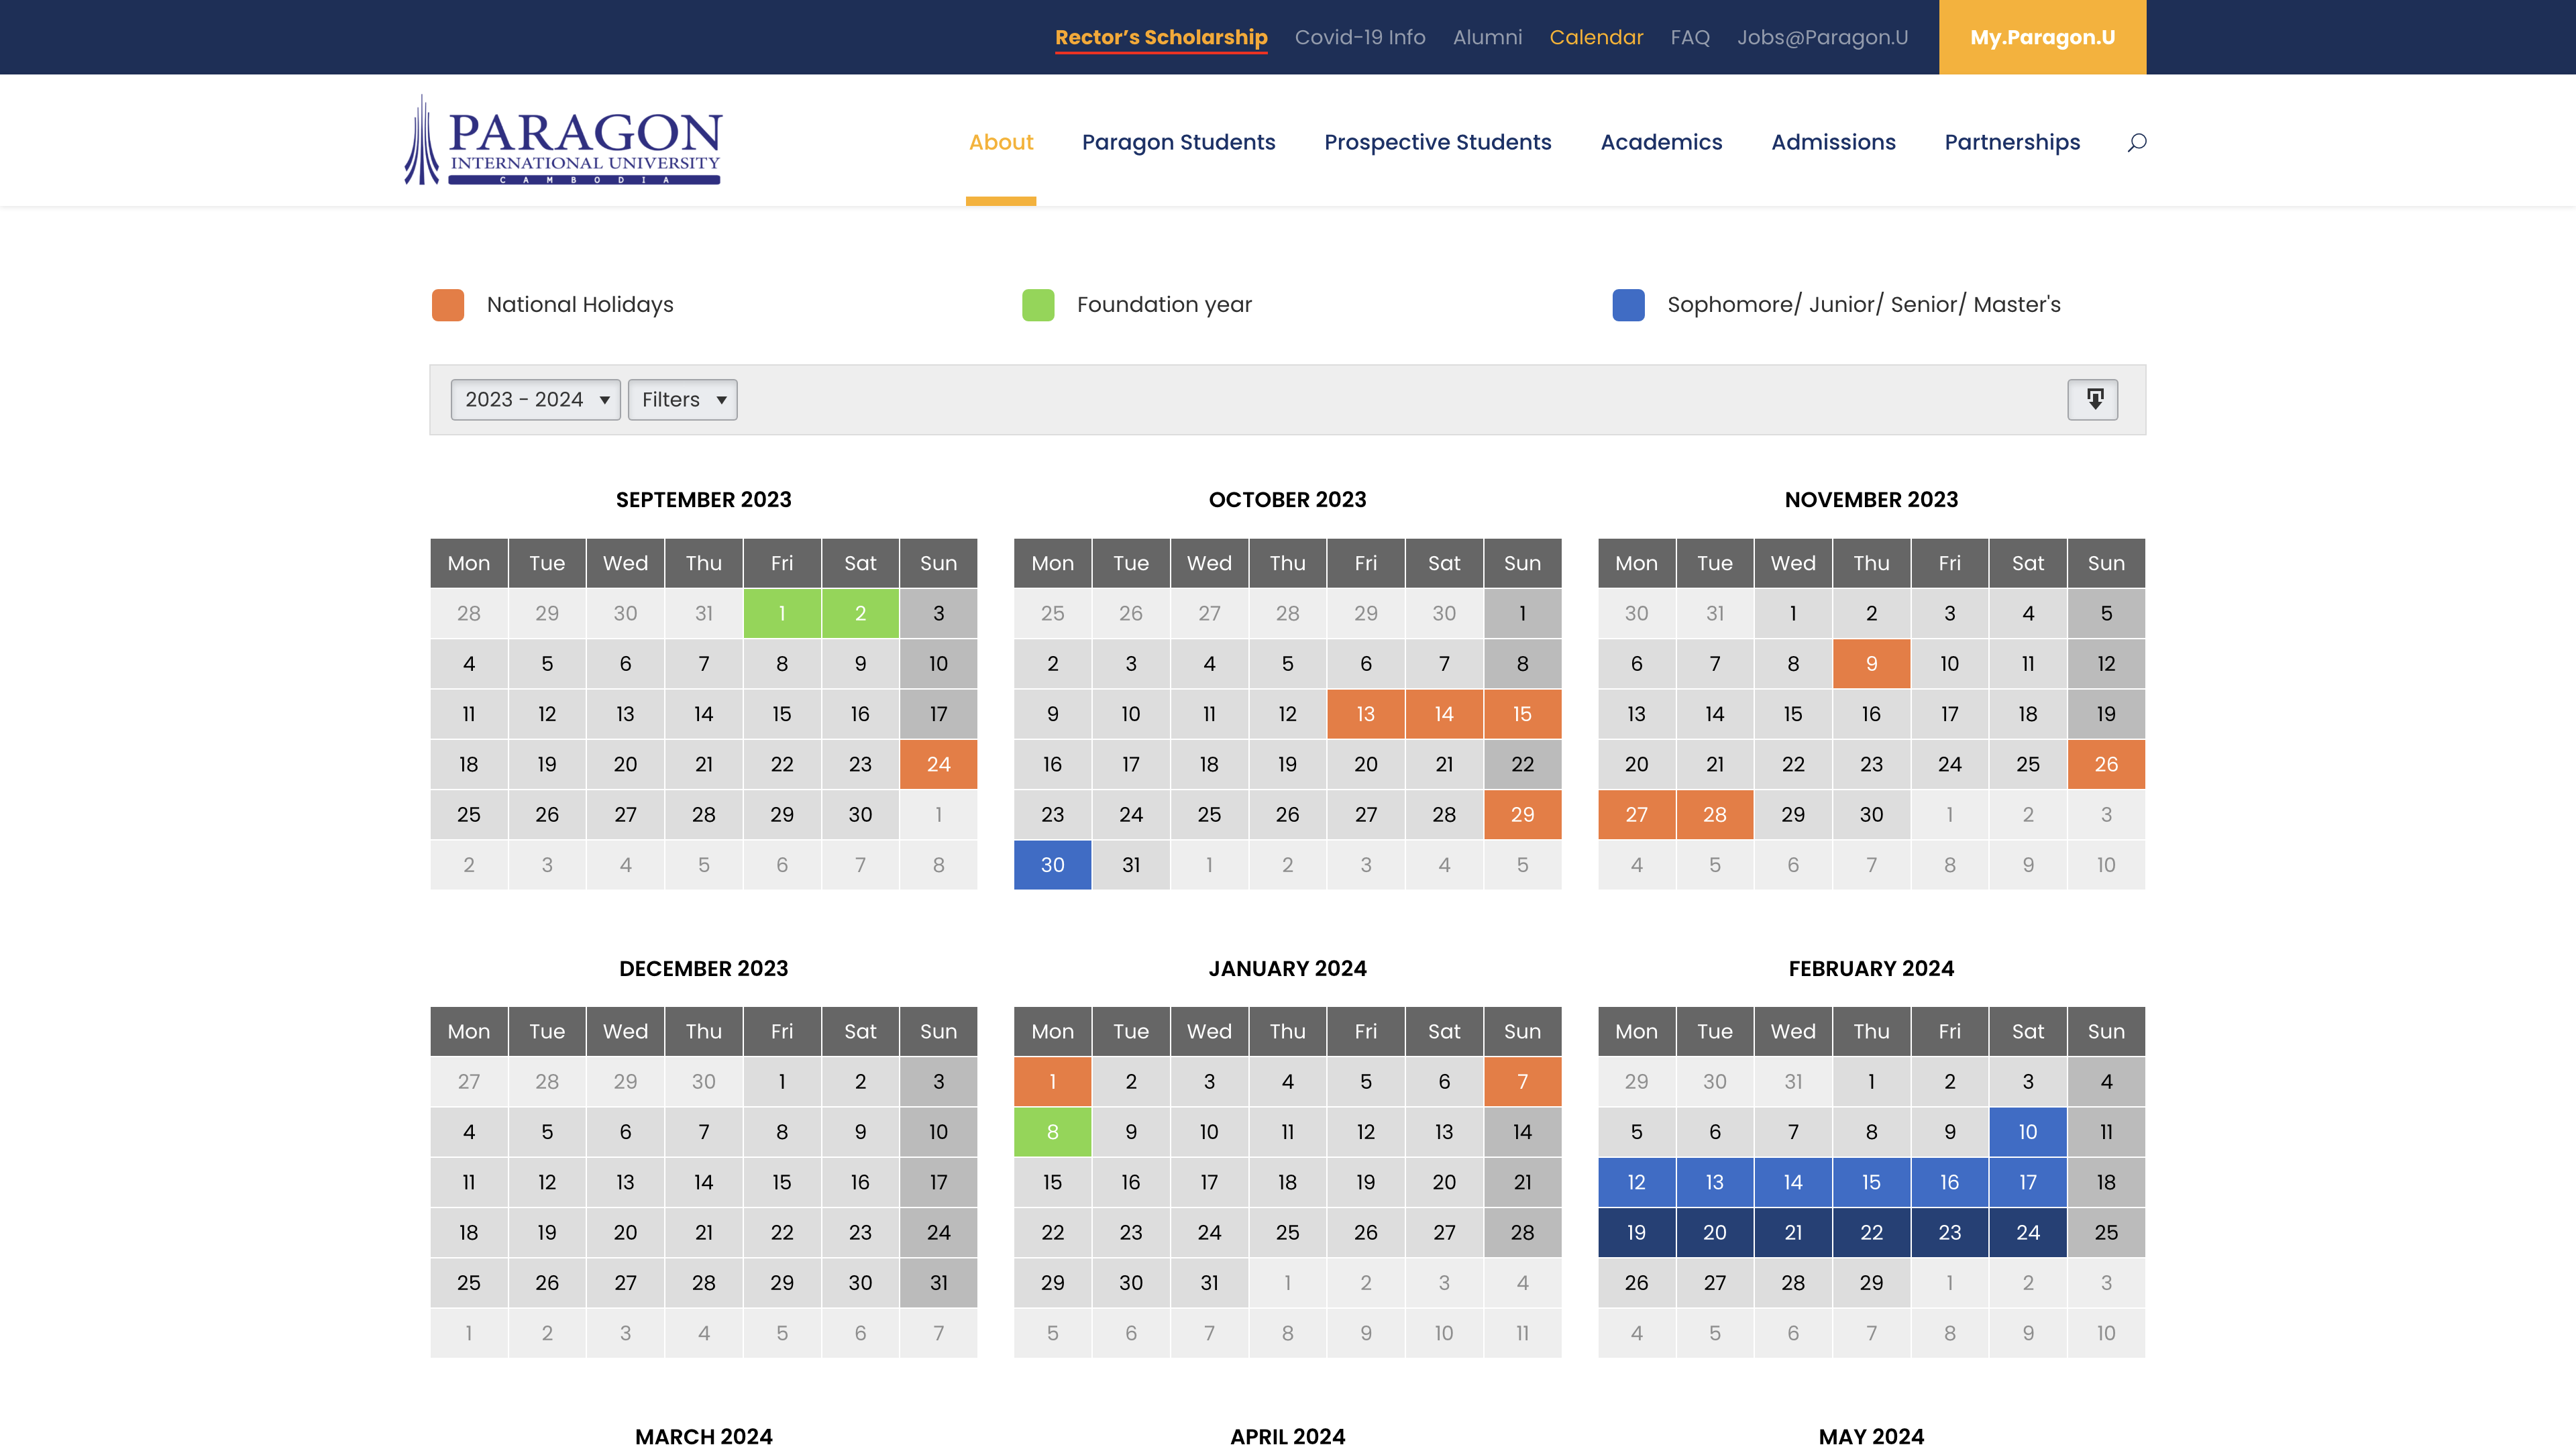 Rector’s Scholarship Covid-19 Info Alumni Calendar FAQ Jobs@Paragon.U My.Paragon.U
PARAGON
INTERNATIONAL UNIVERSITY
CAMBODIA
About Paragon Students Prospective Students Academics Admissions Partnerships
National Holidays Foundation year Sophomore/ Junior/ Senior/ Master's
2023 - 2024 Filters
SEPTEMBER 2023
Mon Tue Wed Thu Fri Sat Sun
28 29 30 31 1 2 3
4 5 6 7 8 9 10
11 12 13 14 15 16 17
18 19 20 21 22 23 24
25 26 27 28 29 30 1
2 3 4 5 6 7 8
OCTOBER 2023
Mon Tue Wed Thu Fri Sat Sun
25 26 27 28 29 30 1
2 3 4 5 6 7 8
9 10 11 12 13 14 15
16 17 18 19 20 21 22
23 24 25 26 27 28 29
30 31 1 2 3 4 5
NOVEMBER 2023
Mon Tue Wed Thu Fri Sat Sun
30 31 1 2 3 4 5
6 7 8 9 10 11 12
13 14 15 16 17 18 19
20 21 22 23 24 25 26
27 28 29 30 1 2 3
4 5 6 7 8 9 10
DECEMBER 2023
Mon Tue Wed Thu Fri Sat Sun
27 28 29 30 1 2 3
4 5 6 7 8 9 10
11 12 13 14 15 16 17
18 19 20 21 22 23 24
25 26 27 28 29 30 31
1 2 3 4 5 6 7
JANUARY 2024
Mon Tue Wed Thu Fri Sat Sun
1 2 3 4 5 6 7
8 9 10 11 12 13 14
15 16 17 18 19 20 21
22 23 24 25 26 27 28
29 30 31 1 2 3 4
5 6 7 8 9 10 11
FEBRUARY 2024
Mon Tue Wed Thu Fri Sat Sun
29 30 31 1 2 3 4
5 6 7 8 9 10 11
12 13 14 15 16 17 18
19 20 21 22 23 24 25
26 27 28 29 1 2 3
4 5 6 7 8 9 10
MARCH 2024
APRIL 2024
MAY 2024